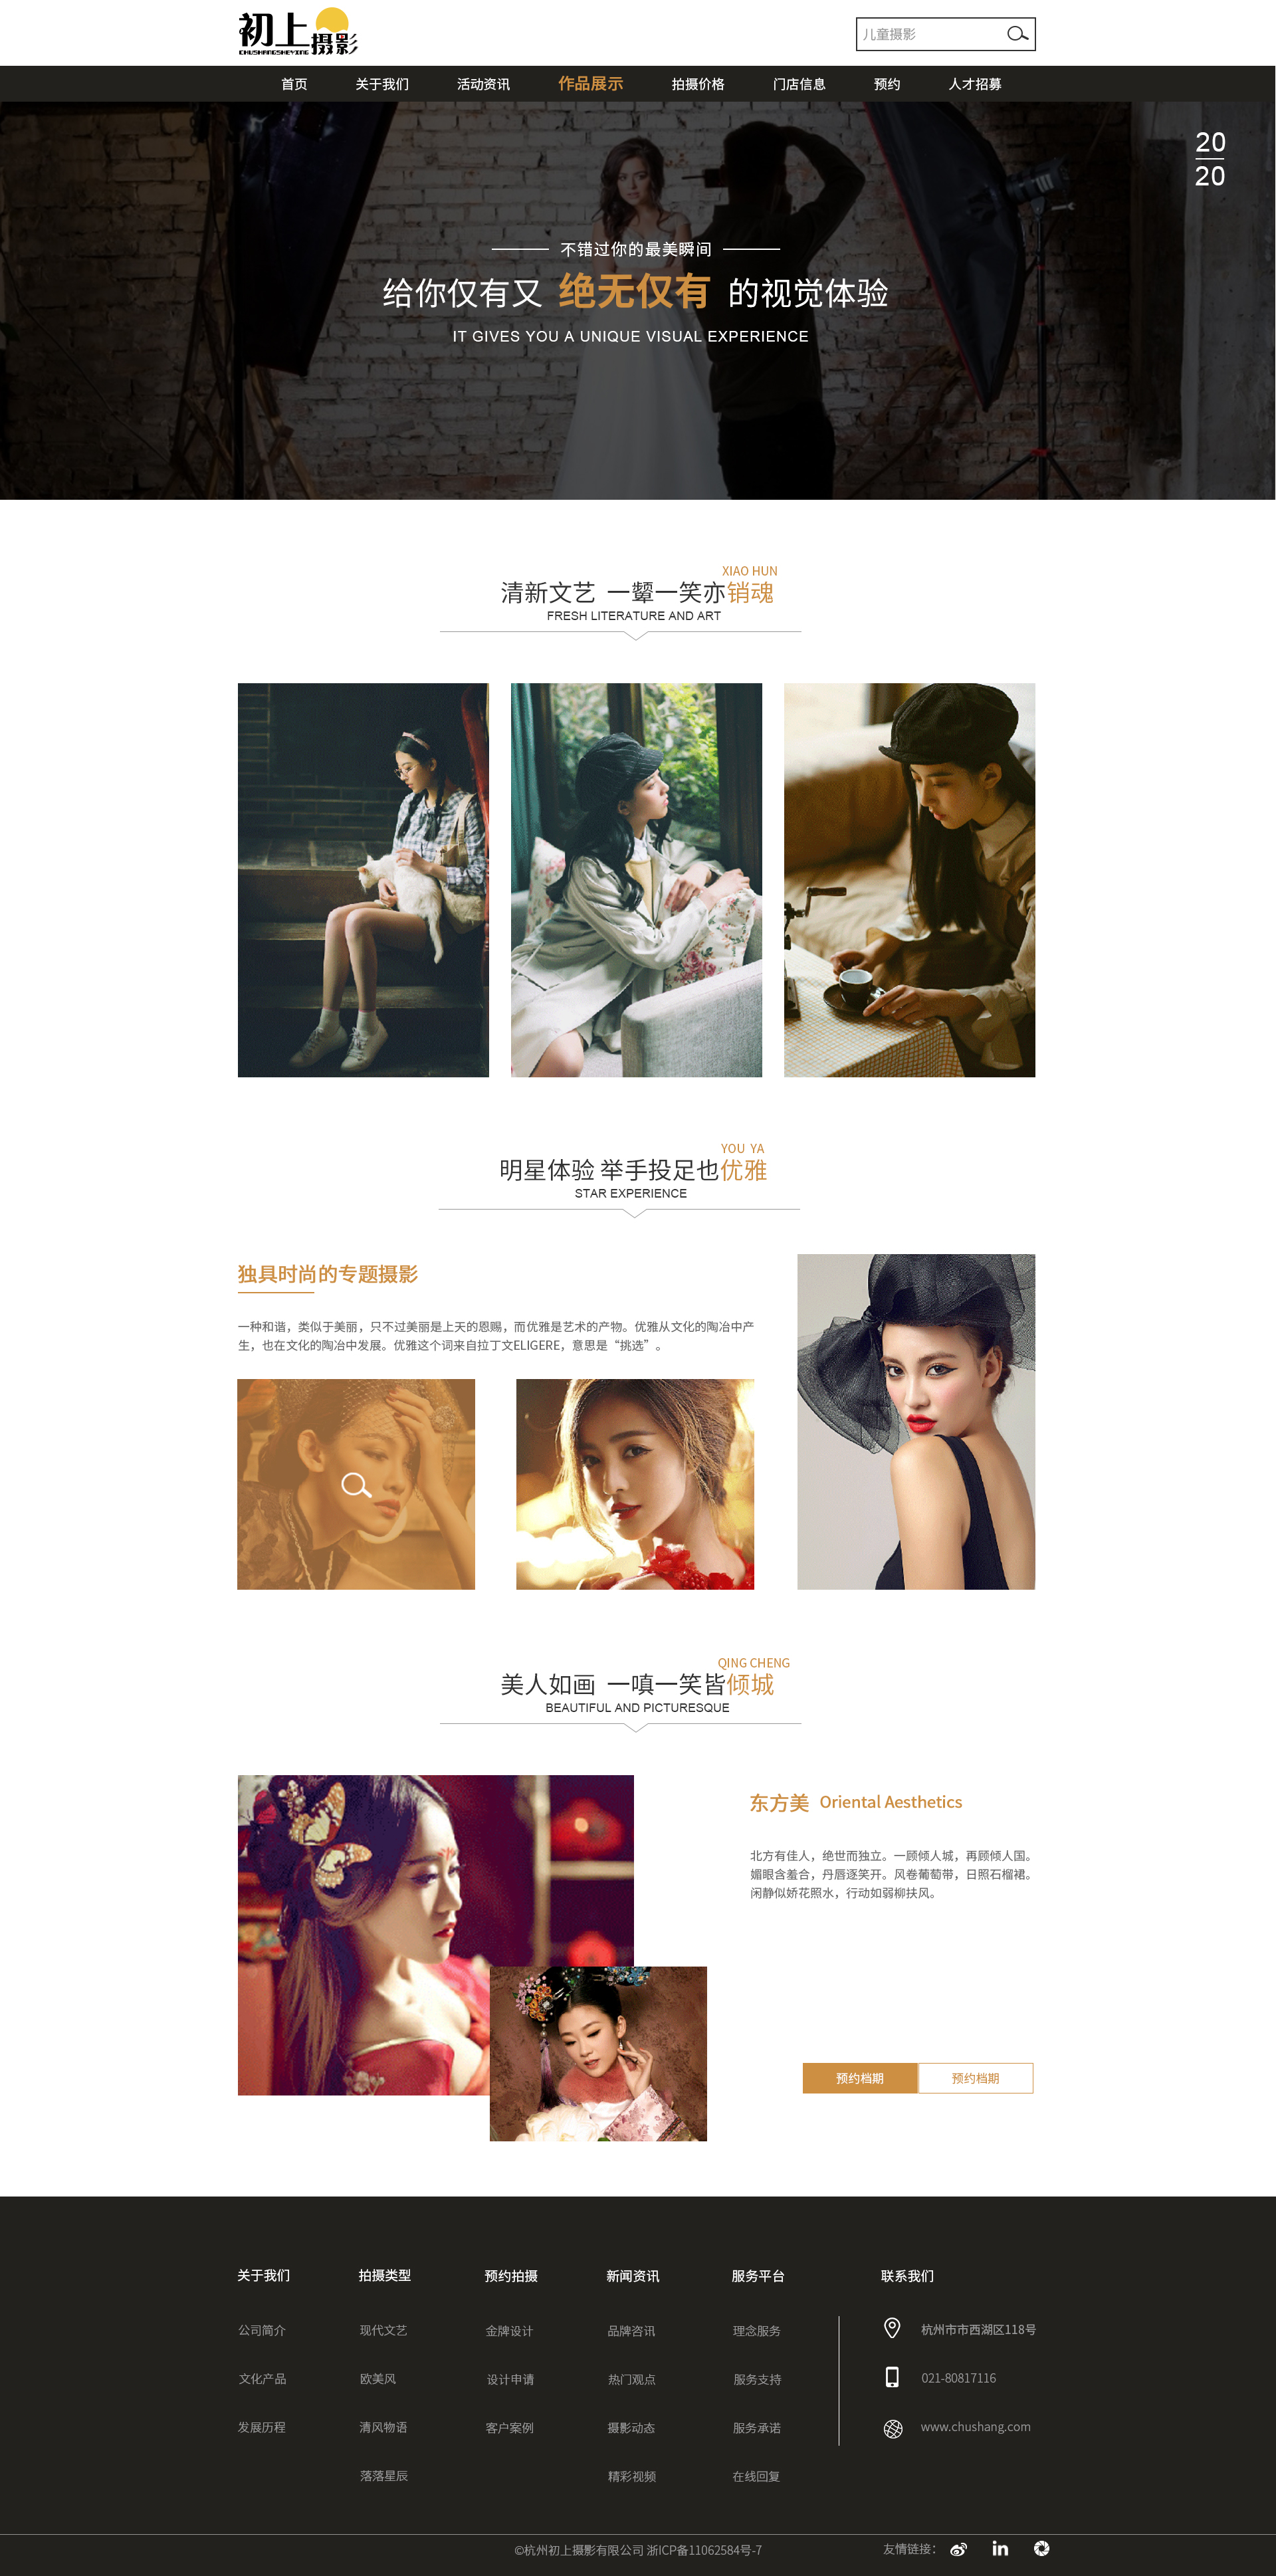 初上摄影
CHUSHANGSHEYING
儿童摄影
首页 关于我们 活动资讯 作品展示 拍摄价格 门店信息 预约 人才招募
20
20
不错过你的最美瞬间
给你仅有又 绝无仅有 的视觉体验
IT GIVES YOU A UNIQUE VISUAL EXPERIENCE
XIAO HUN
清新文艺 一颦一笑亦销魂
FRESH LITERATURE AND ART
YOU YA
明星体验 举手投足也优雅
STAR EXPERIENCE
独具时尚的专题摄影
一种和谐，类似于美丽，只不过美丽是上天的恩赐，而优雅是艺术的产物。优雅从文化的陶冶中产
生，也在文化的陶冶中发展。优雅这个词来自拉丁文ELIGERE，意思是“挑选”。
QING CHENG
美人如画 一嗔一笑皆倾城
BEAUTIFUL AND PICTURESQUE
东方美 Oriental Aesthetics
北方有佳人，绝世而独立。一顾倾人城，再顾倾人国。
媚眼含羞合，丹唇逐笑开。风卷葡萄带，日照石榴裙。
闲静似娇花照水，行动如弱柳扶风。
预约档期 预约档期
关于我们 拍摄类型 预约拍摄 新闻资讯 服务平台 联系我们
公司简介 现代文艺 金牌设计 品牌咨讯 理念服务 杭州市市西湖区118号
文化产品 欧美风 设计申请 热门观点 服务支持 021-80817116
发展历程 清风物语 客户案例 摄影动态 服务承诺 www.chushang.com
落落星辰 精彩视频 在线回复
©杭州初上摄影有限公司 浙ICP备11062584号-7 友情链接：